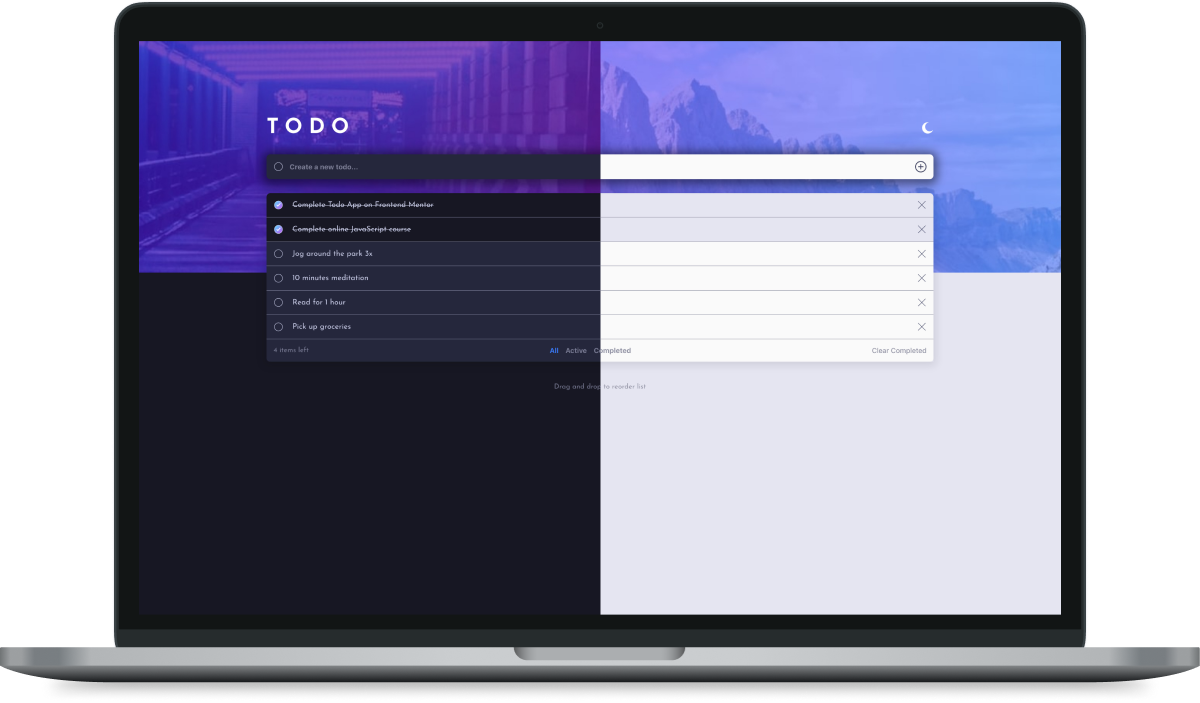 TODO
Create a new todo...
Complete Todo App on Frontend Mentor
Complete online JavaScript course
Jog around the park 3x
10 minutes meditation
Read for 1 hour
Pick up groceries
4 items left All Active Completed Clear Completed
Drag and drop to reorder list